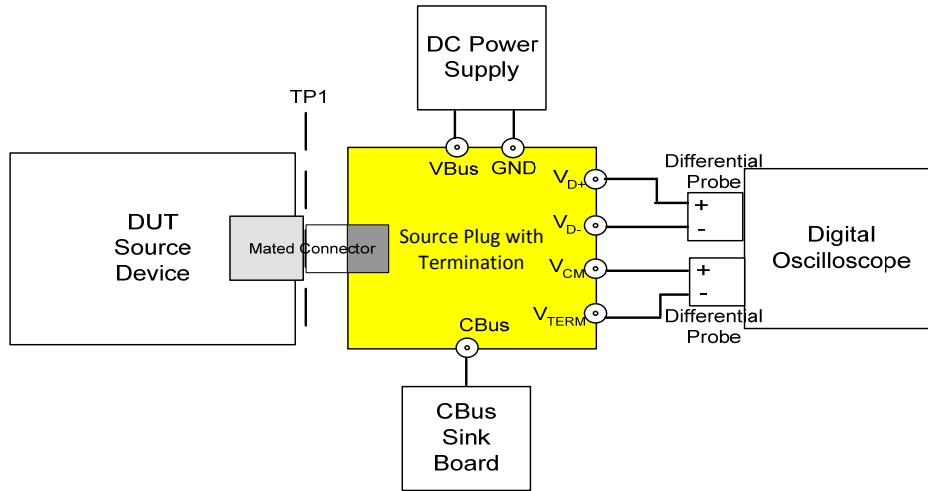 DC Power
Supply
TP1
VBus
GND
VD+
Differential
Probe
+
-
DUT
Source
Device
Mated Connector
Source Plug with
Termination
VD-
VCM
+
-
VTERM
Differential
Probe
Digital
Oscilloscope
CBus
CBus
Sink
Board